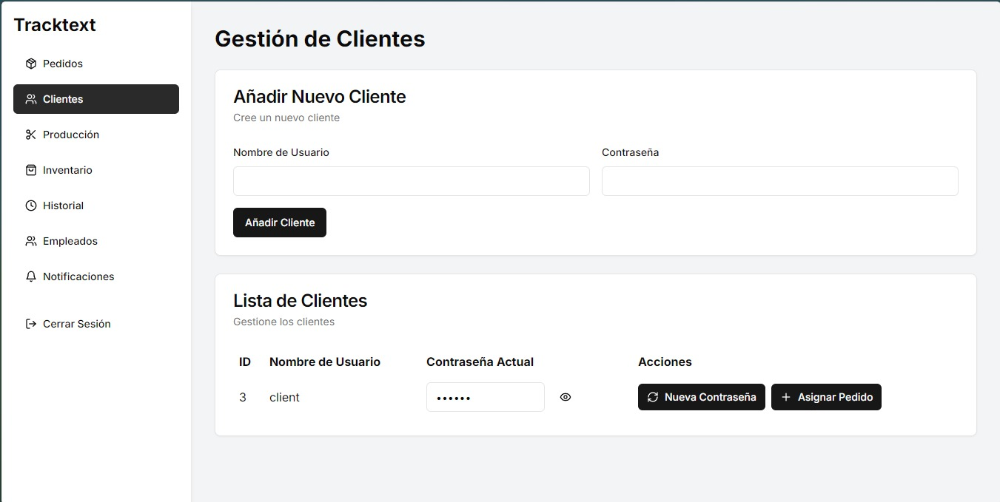 Tracktext
Pedidos
Clientes
Producción
Inventario
Historial
Empleados
Notificaciones
Cerrar Sesión
Gestión de Clientes
Añadir Nuevo Cliente
Cree un nuevo cliente
Nombre de Usuario Contraseña
Añadir Cliente
Lista de Clientes
Gestione los clientes
ID Nombre de Usuario Contraseña Actual Acciones
3 client •••••• Nueva Contraseña Asignar Pedido